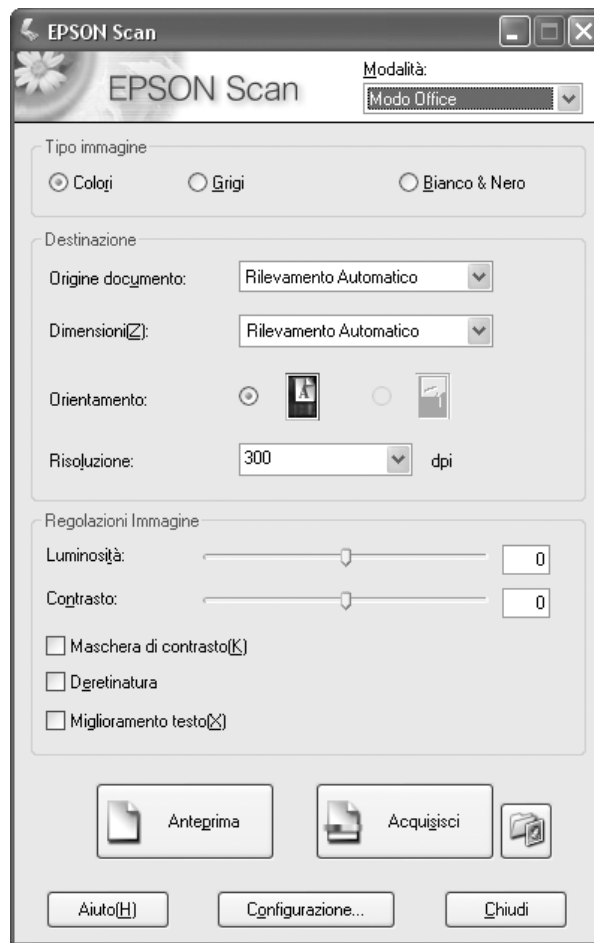 EPSON Scan
EPSON Scan
Modalità:
Modo Office
Tipo immagine
Colori Grigi Bianco & Nero
Destinazione
Origine documento: Rilevamento Automatico
Dimensioni(Z): Rilevamento Automatico
Orientamento: A
Risoluzione: 300 dpi
Regolazioni Immagine
Luminosità: 0
Contrasto: 0
Maschera di contrasto(K)
Deretinatura
Miglioramento testo(X)
Anteprima Acquisisci
Aiuto(H) Configurazione... Chiudi